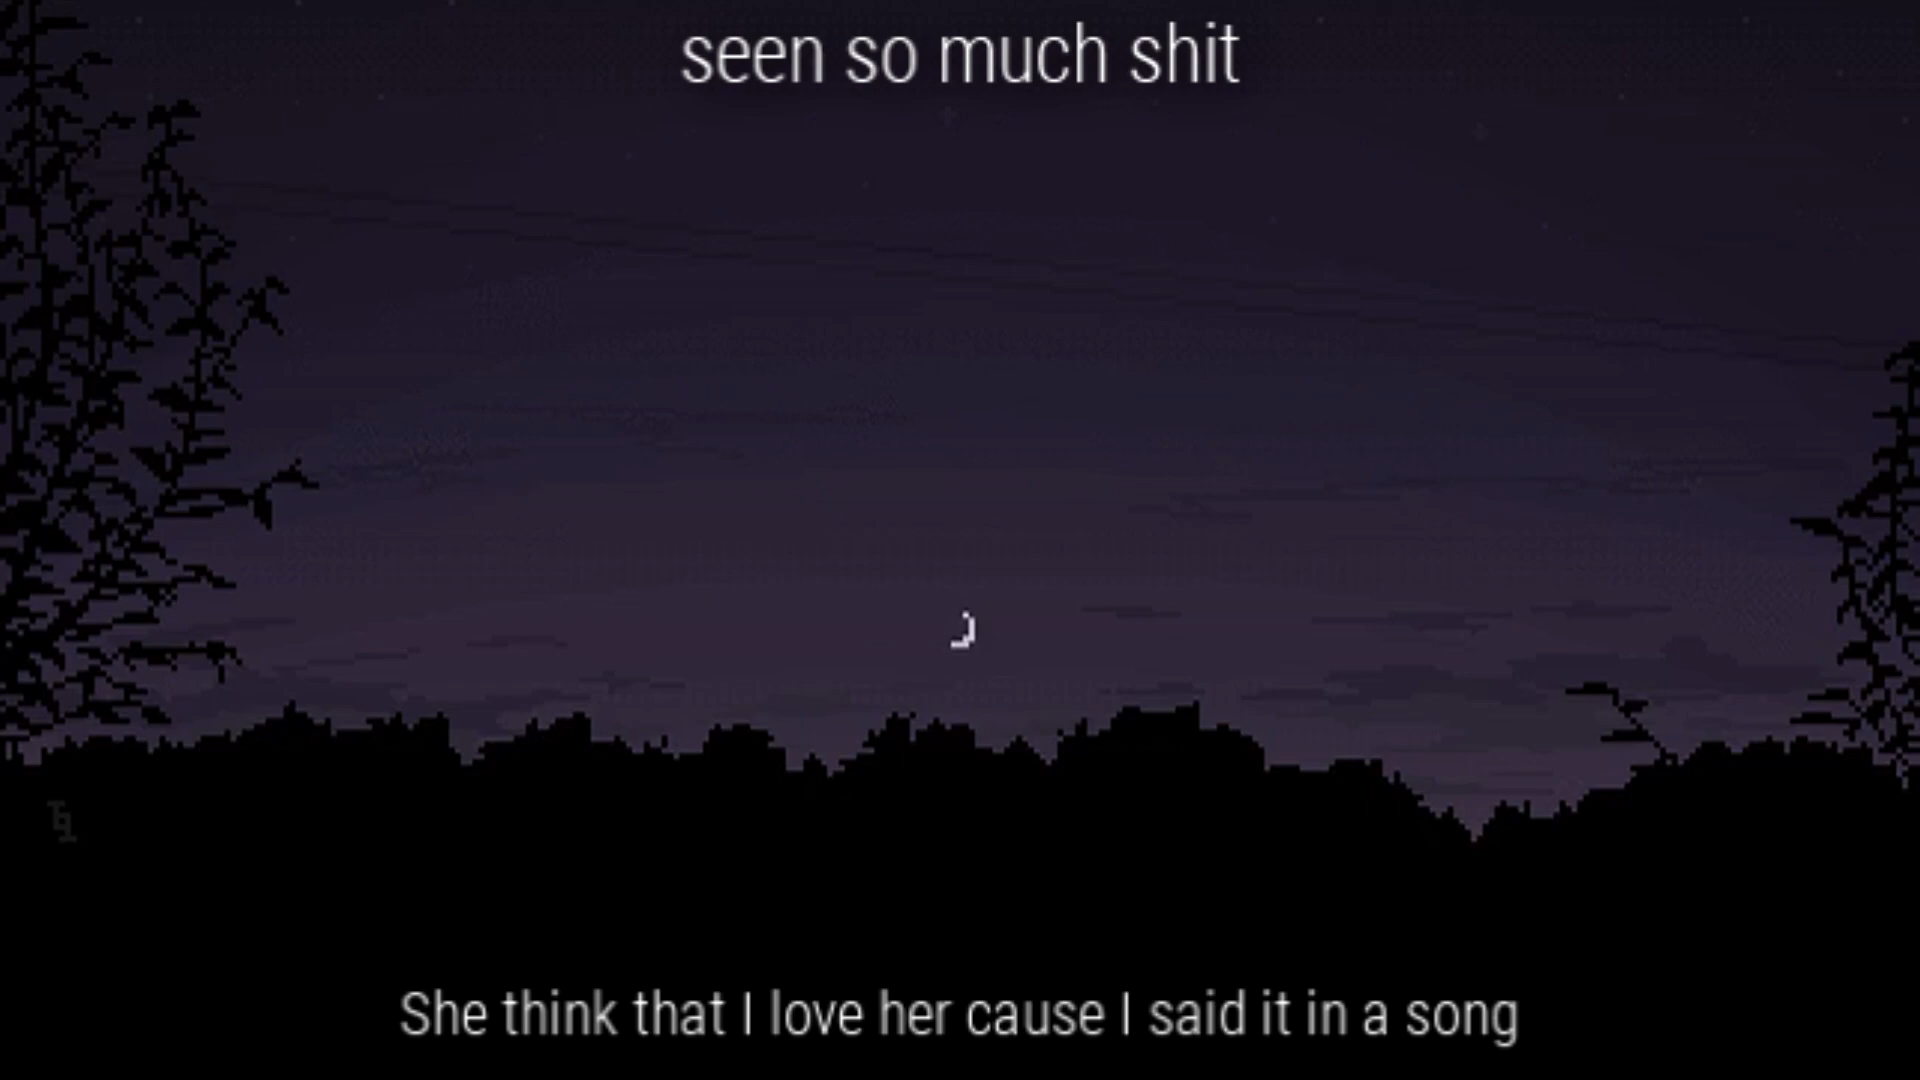 seen so much shit
She think that I love her cause I said it in a song